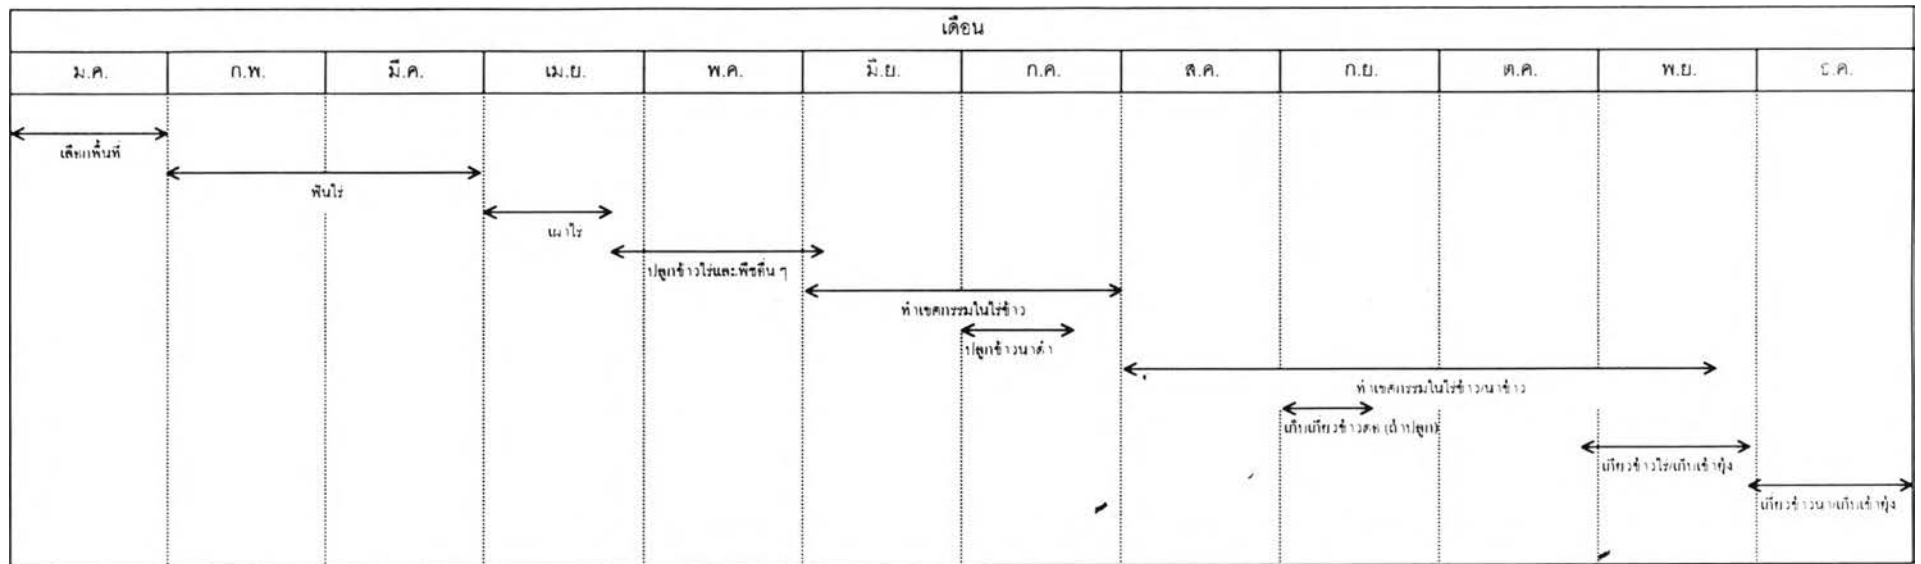 เดือน
ม.ค. ก.พ. มี.ค. เม.ย. พ.ค. มิ.ย. ก.ค. ส.ค. ก.ย. ต.ค. พ.ย. ธ.ค.
เลือกพื้นที่
ฟันไร่
เผาไร่
ปลูกข้าวไร่และพืชอื่น ๆ
ทำเขตกรรมในไร่ข้าว
ปลูกข้าวนาดำ
ทำเขตกรรมในไร่ข้าว/นาข้าว
เก็บเกี่ยวข้าว (ถ้าปลูก)
เกี่ยวข้าวไร่/เก็บเข้ายุ้ง
เกี่ยวข้าวนา/เก็บเข้ายุ้ง